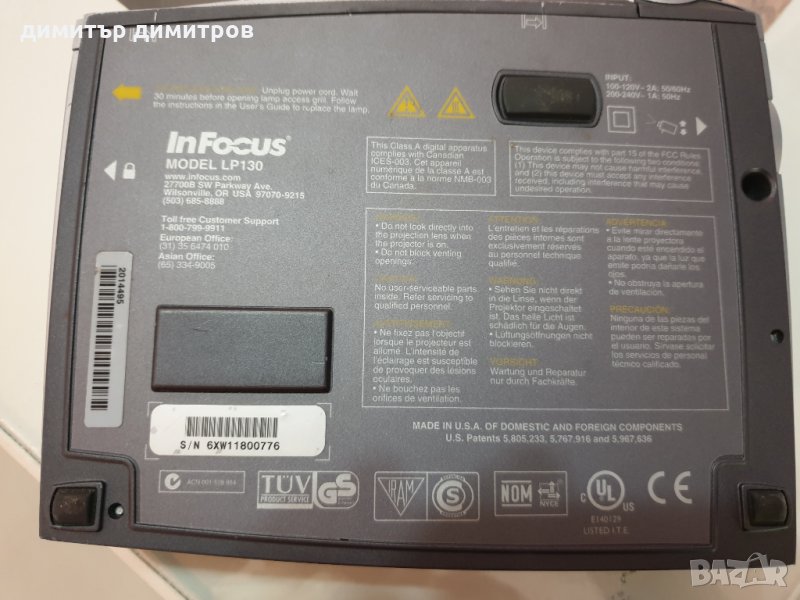 димитър димитров
Unplug power cord. Wait
30 minutes before opening lamp access grill. Follow
the instructions in the User's Guide to replace the lamp.
INPUT:
100-120V~ 2A; 50/60Hz
200-240V~ 1A; 50Hz
InFocus®
MODEL LP130
www.infocus.com
27700B SW Parkway Ave.
Wilsonville, OR USA 97070-9215
(503) 685-8888
Toll free Customer Support
1-800-799-9911
European Office:
(31) 35 6474 010
Asian Office:
(65) 334-9005
This Class A digital apparatus
complies with Canadian
ICES-003. Cet appareil
numérique de la classe A est
conforme a la norme NMB-003
du Canada.
This device complies with part 15 of the FCC Rules
Operation is subject to the following two conditions
(1) This device may not cause harmful interference,
and (2) this device must accept any interference
received, including interference that may cause
undesired operation.
• Do not look directly into
the projection lens when
the projector is on.
• Do not block venting
openings.
No user-serviceable parts
inside. Refer servicing to
qualified personnel.
AVERTISSEMENT
• Ne fixez pas l'objectif
lorsque le projecteur est
allumé. L'intensité de
l'éclairage est susceptible
de provoquer des lésions
oculaires.
• Ne bouchez pas les
orifices de ventilation.
ATTENTION
L'entretien et les réparations
des pièces internes sont
exclusivement réservés
au personnel technique
qualifié.
WARNUNG
• Sehen Sie nicht direkt
in die Linse, wenn der
Projektor eingeschaltet
ist. Das helle Licht ist
schädlich für die Augen.
• Lüftungsöffnungen nicht
blockieren.
VORSICHT
Wartung und Reparatur
nur durch Fachkräfte.
ADVERTENCIA
• Evite mirar directamente
a la lente proyectora
cuando esté encendido el
aparato, ya que la luz que
emite podría dañarle los
ojos.
• No obstruya la apertura
de ventilación.
PRECAUCIÓN
Ninguna de las piezas del
interior de este sistema
pueden ser reparadas por
el usuario. Sírvase solicitar
los servicios de personal
técnico calificado.
2014495
S/N 6XW11800776
MADE IN U.S.A. OF DOMESTIC AND FOREIGN COMPONENTS
U.S. Patents 5,805,233, 5,767,916 and 5,967,636
ACN 001 528 864
TÜV
PRODUCT SERVICE
GS
IRAM
S
NOM
NYCE
C UL US
E140129
LISTED I.T.E.
CE
BAZAR